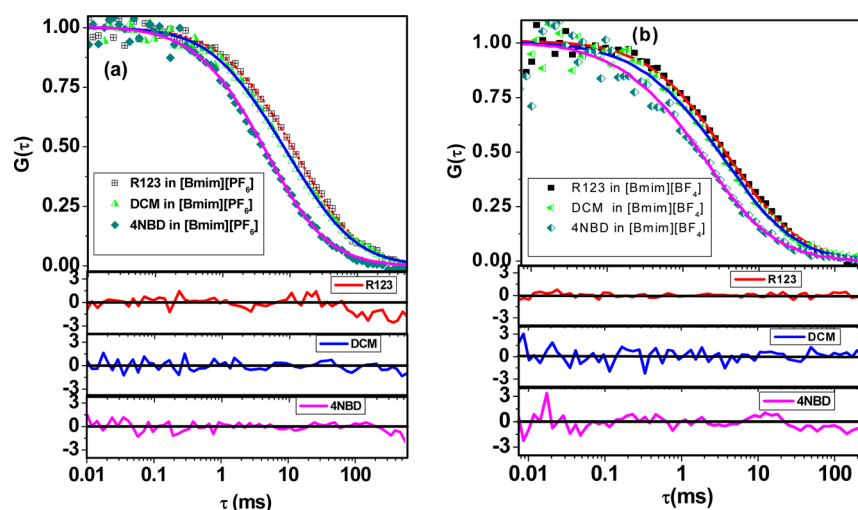 (a)
G(τ)
1.00
0.75
0.50
0.25
0.00
R123 in [Bmim][PF6]
DCM in [Bmim][PF6]
4NBD in [Bmim][PF6]
R123
3
0
-3
DCM
3
0
-3
4NBD
3
0
-3
0.01 0.1 1 10 100
τ (ms)
(b)
G(τ)
1.00
0.75
0.50
0.25
0.00
R123 in [Bmim][BF4]
DCM in [Bmim][BF4]
4NBD in [Bmim][BF4]
R123
3
0
-3
DCM
3
0
-3
4NBD
3
0
-3
0.01 0.1 1 10 100
τ(ms)